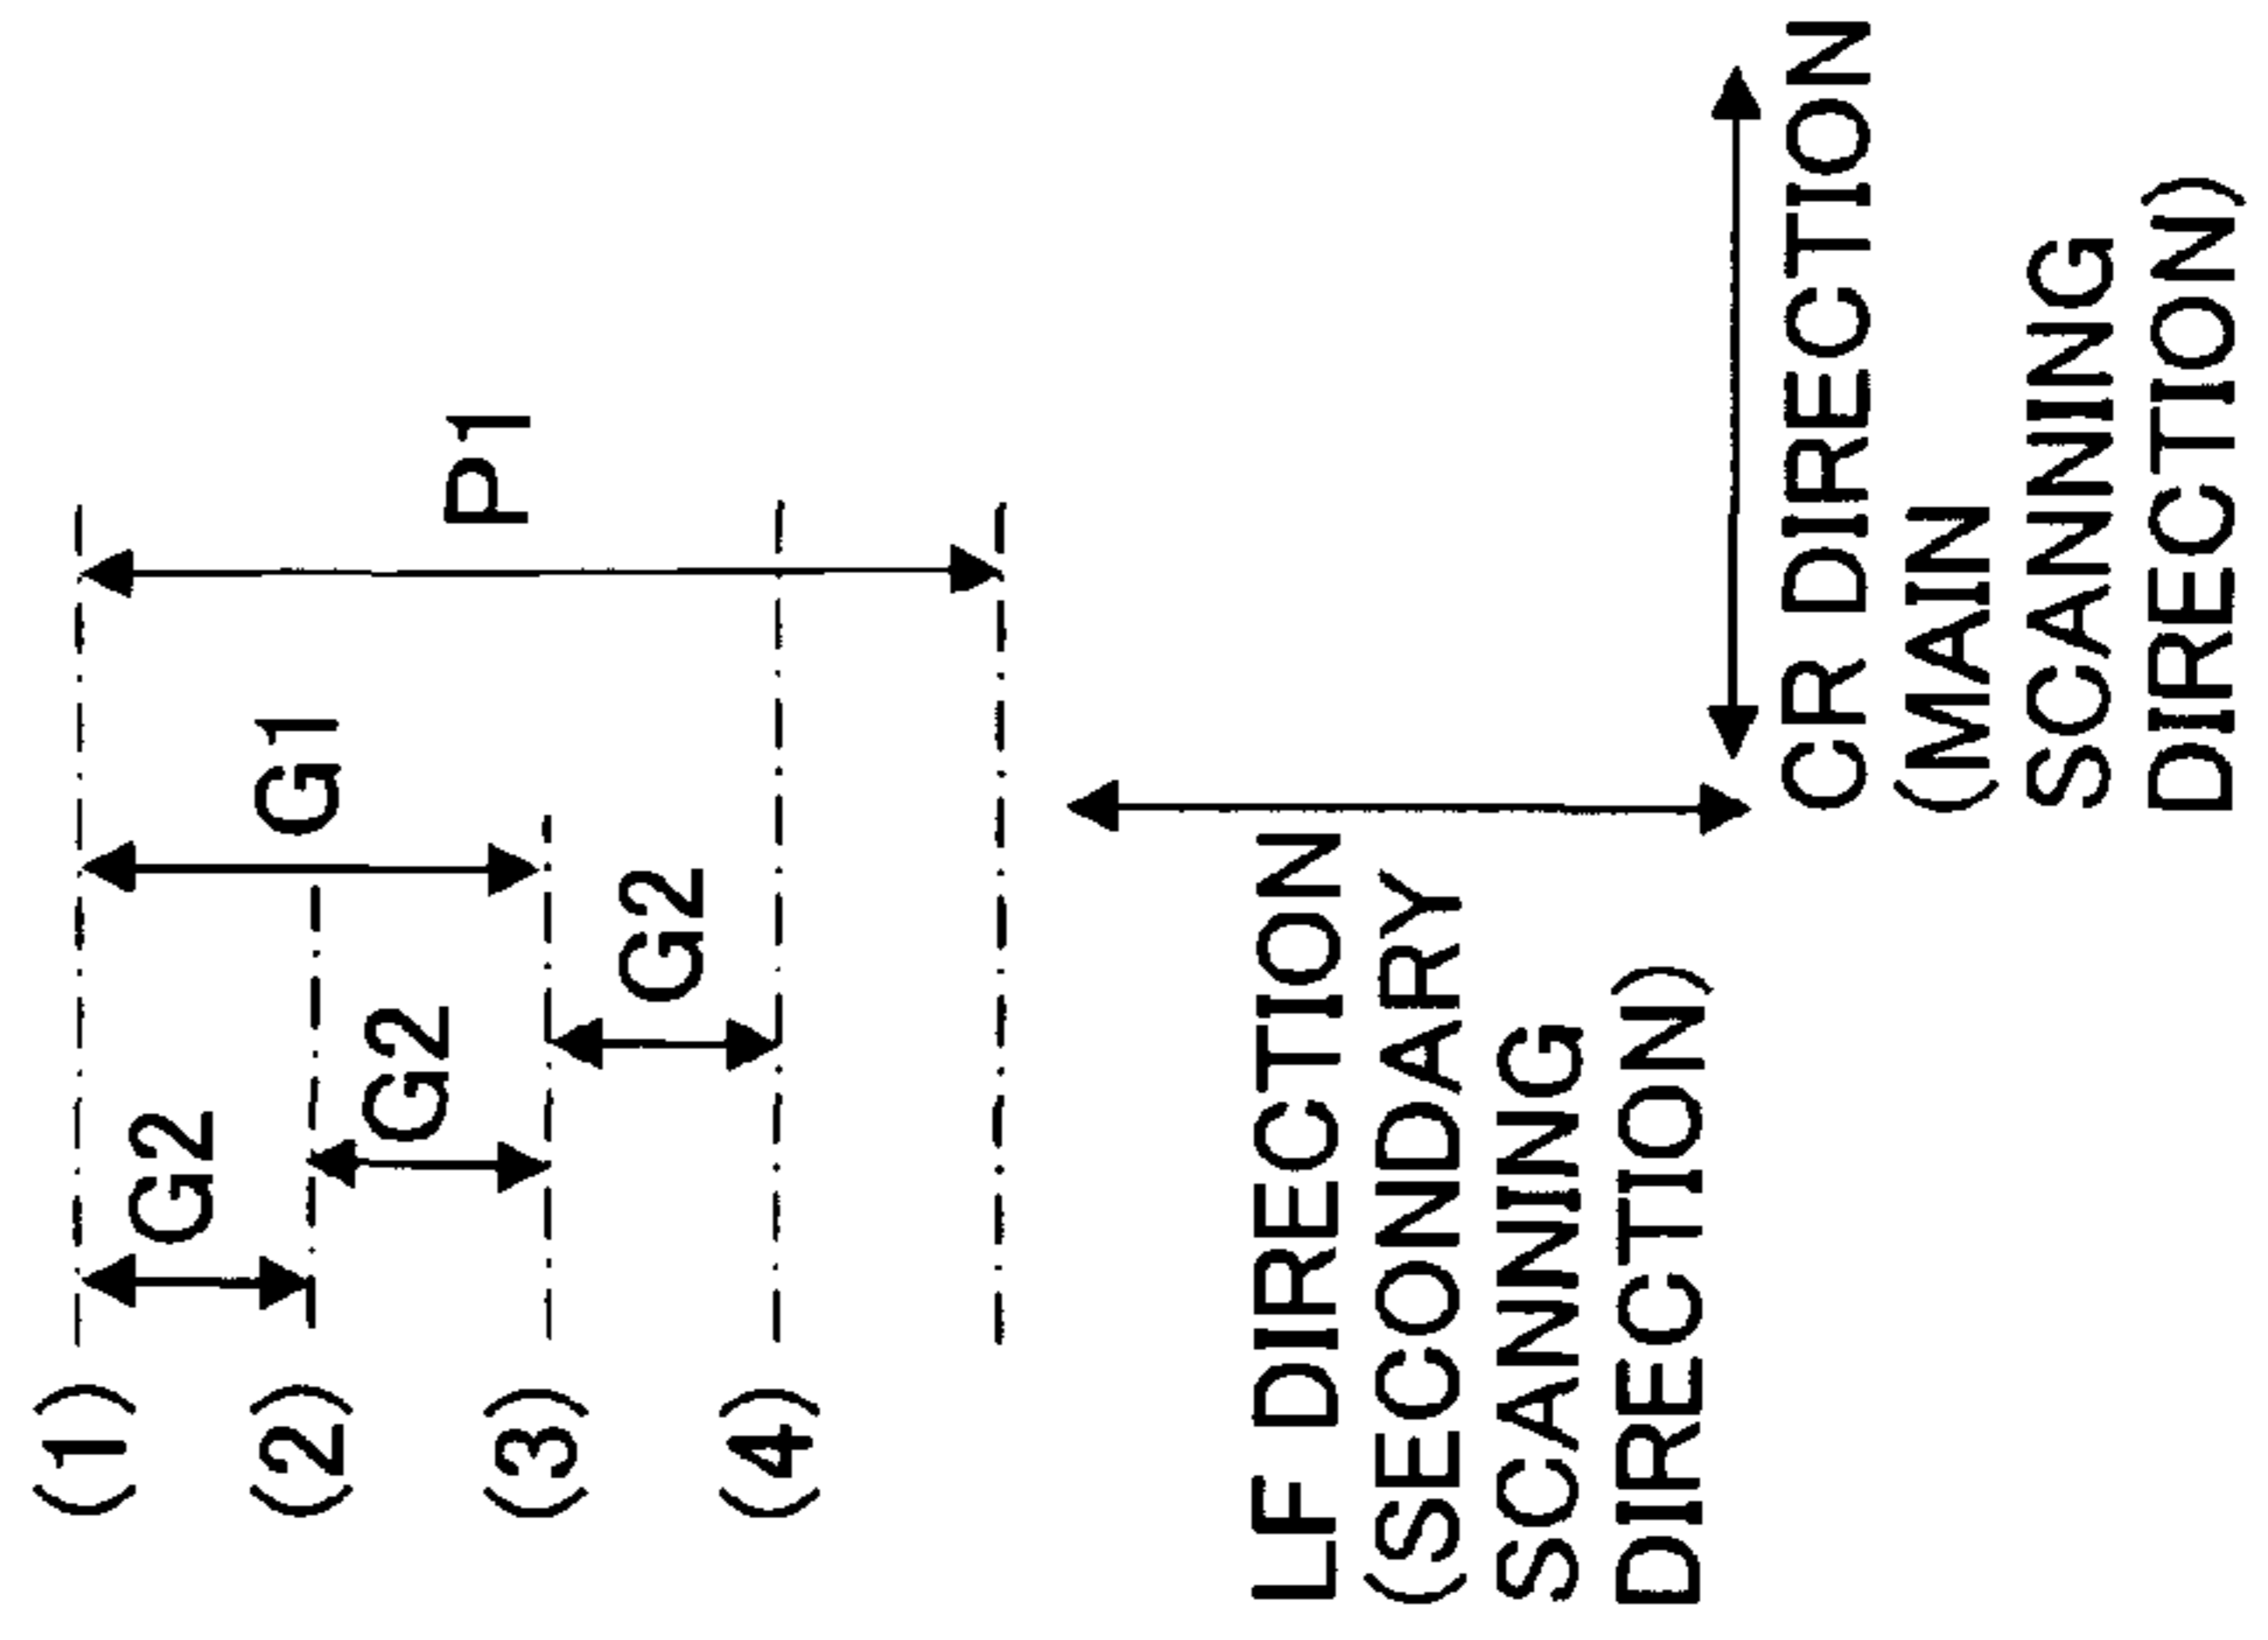 (1)
(2)
(3)
(4)
G2
G2
G2
G1
P1
LF DIRECTION
(SECONDARY
SCANNING
DIRECTION)
CR DIRECTION
(MAIN
SCANNING
DIRECTION)